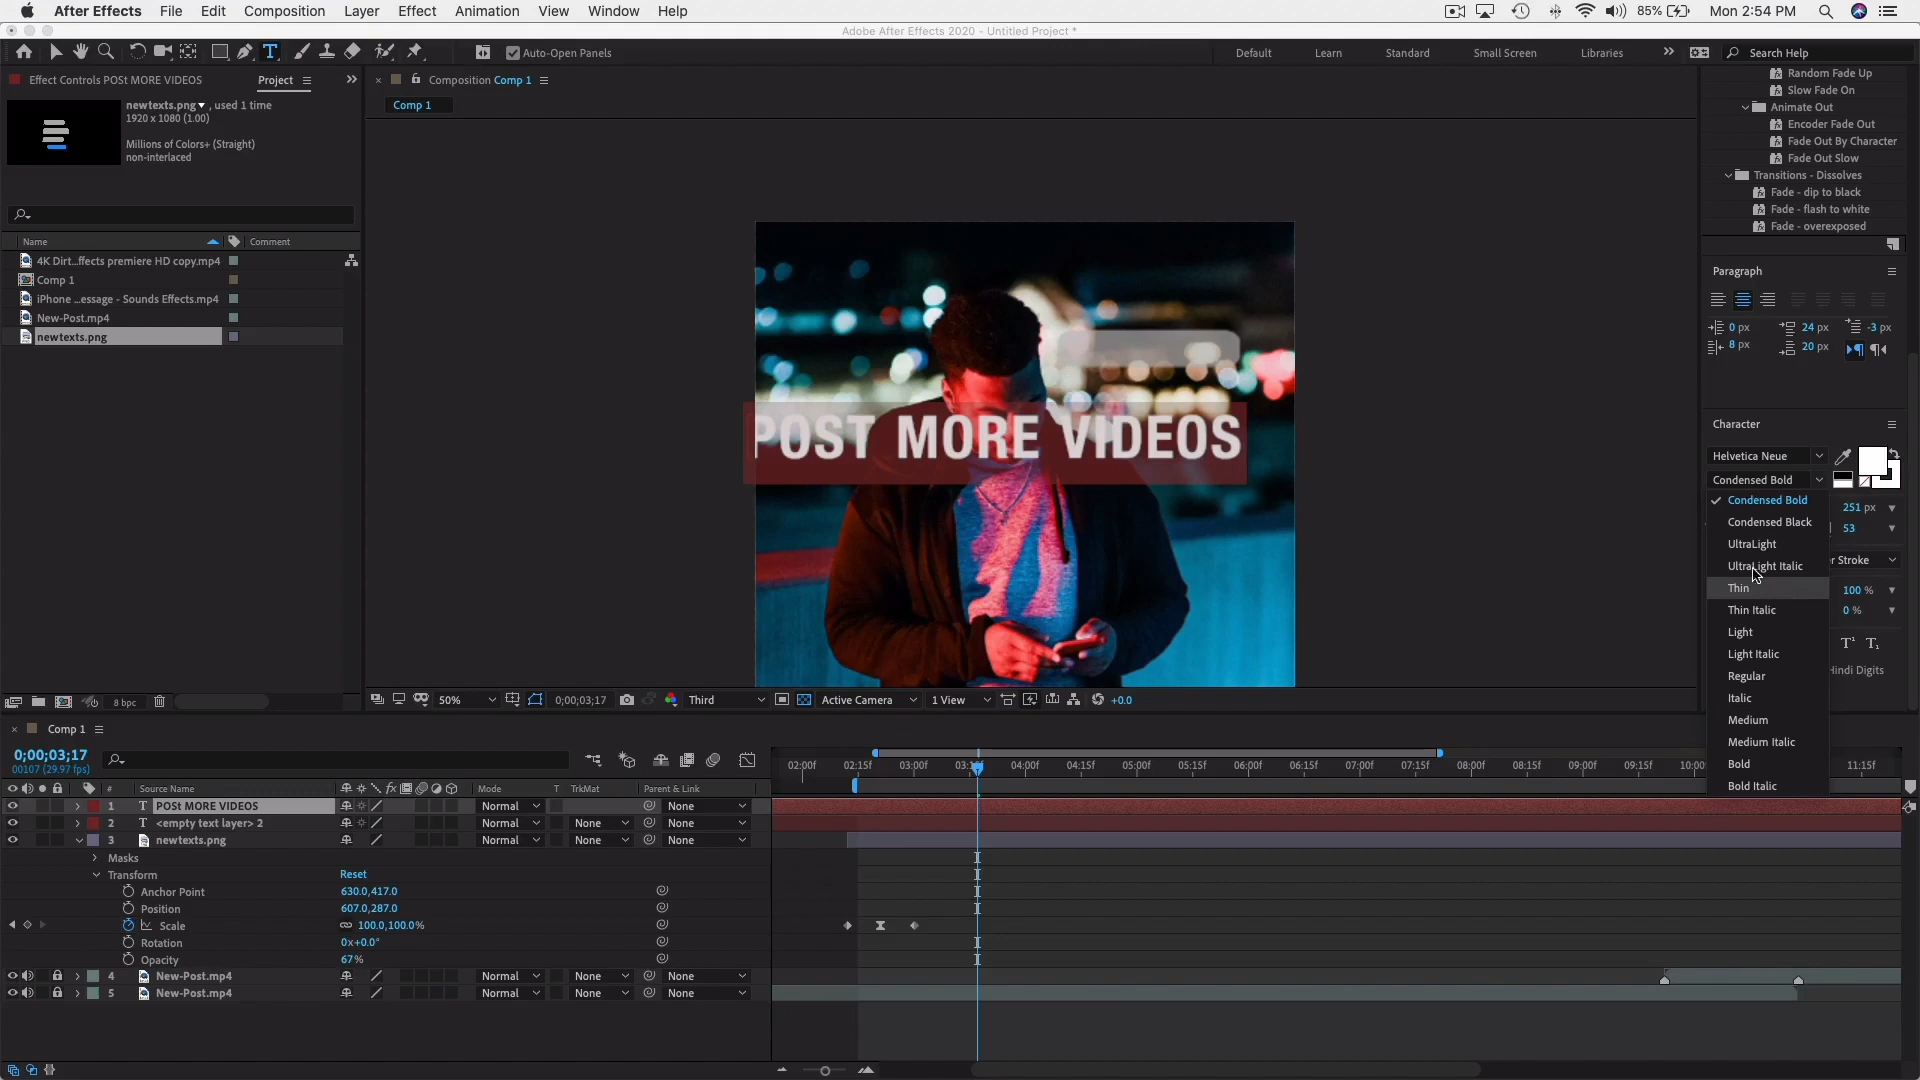 After Effects File Edit Composition Layer Effect Animation View Window Help 85% Mon 2:54 PM
Adobe After Effects 2020 - Untitled Project *
Auto-Open Panels Default Learn Standard Small Screen Libraries Search Help
Effect Controls POSt MORE VIDEOS Project
newtexts.png , used 1 time
1920 x 1080 (1.00)
Millions of Colors+ (Straight)
non-interlaced
Name Comment
4K Dirt...ffects premiere HD copy.mp4
Comp 1
iPhone ...essage - Sounds Effects.mp4
New-Post.mp4
newtexts.png
8 bpc
Composition Comp 1
Comp 1
POST MORE VIDEOS
50% 0;00;03;17 Third Active Camera 1 View +0.0
Random Fade Up
Slow Fade On
Animate Out
Encoder Fade Out
Fade Out By Character
Fade Out Slow
Transitions - Dissolves
Fade - dip to black
Fade - flash to white
Fade - overexposed
Paragraph
0 px 24 px -3 px
8 px 20 px
Character
Helvetica Neue
Condensed Bold
Condensed Bold 251 px
Condensed Black 53
UltraLight
UltraLight Italic r Stroke
Thin 100 %
Thin Italic 0 %
Light
Light Italic Hindi Digits
Regular
Italic
Medium
Medium Italic
Bold
Bold Italic
Comp 1
0;00;03;17
00107 (29.97 fps)
02:00f 02:15f 03:00f 03:1 04:00f 04:15f 05:00f 05:15f 06:00f 06:15f 07:00f 07:15f 08:00f 08:15f 09:00f 09:15f 10:00 11:15f
# Source Name fx Mode T TrkMat Parent & Link
1 T POSt MORE VIDEOS Normal None
2 T <empty text layer> 2 Normal None None
3 newtexts.png Normal None None
Masks
Transform Reset
Anchor Point 630.0,417.0
Position 607.0,287.0
Scale 100.0,100.0%
Rotation 0x+0.0°
Opacity 67%
4 New-Post.mp4 Normal None None
5 New-Post.mp4 Normal None None